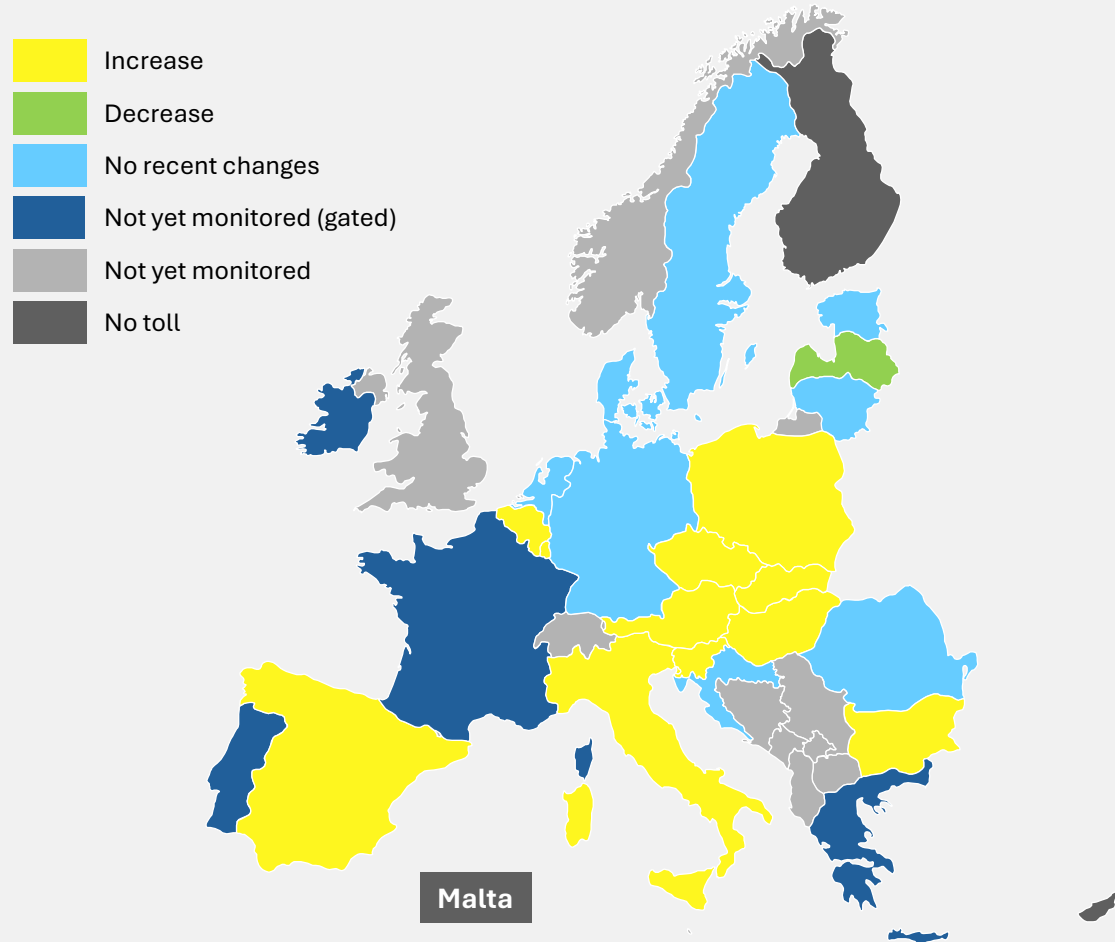 Increase
Decrease
No recent changes
Not yet monitored (gated)
Not yet monitored
No toll
Malta